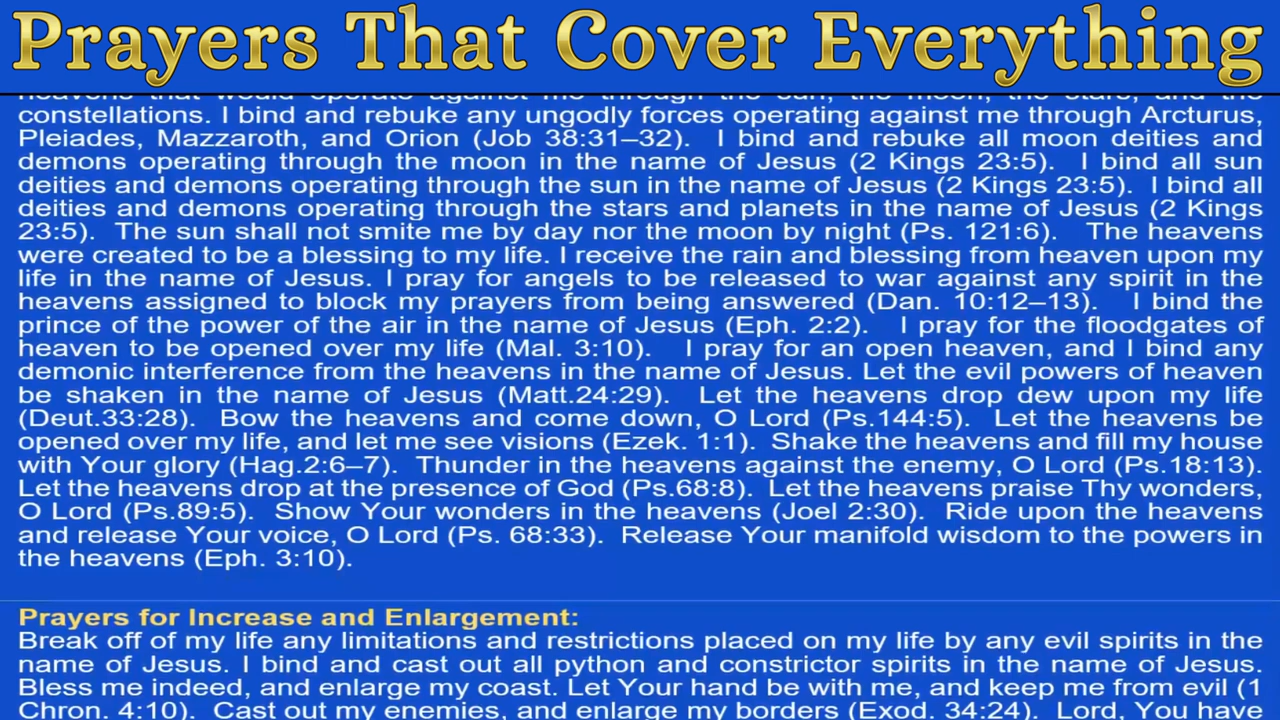 Prayers That Cover Everything
heavens that would operate against me through the sun, the moon, the stars, and the
constellations. I bind and rebuke any ungodly forces operating against me through Arcturus,
Pleiades, Mazzaroth, and Orion (Job 38:31–32). I bind and rebuke all moon deities and
demons operating through the moon in the name of Jesus (2 Kings 23:5). I bind all sun
deities and demons operating through the sun in the name of Jesus (2 Kings 23:5). I bind all
deities and demons operating through the stars and planets in the name of Jesus (2 Kings
23:5). The sun shall not smite me by day nor the moon by night (Ps. 121:6). The heavens
were created to be a blessing to my life. I receive the rain and blessing from heaven upon my
life in the name of Jesus. I pray for angels to be released to war against any spirit in the
heavens assigned to block my prayers from being answered (Dan. 10:12–13). I bind the
prince of the power of the air in the name of Jesus (Eph. 2:2). I pray for the floodgates of
heaven to be opened over my life (Mal. 3:10). I pray for an open heaven, and I bind any
demonic interference from the heavens in the name of Jesus. Let the evil powers of heaven
be shaken in the name of Jesus (Matt.24:29). Let the heavens drop dew upon my life
(Deut.33:28). Bow the heavens and come down, O Lord (Ps.144:5). Let the heavens be
opened over my life, and let me see visions (Ezek. 1:1). Shake the heavens and fill my house
with Your glory (Hag.2:6–7). Thunder in the heavens against the enemy, O Lord (Ps.18:13).
Let the heavens drop at the presence of God (Ps.68:8). Let the heavens praise Thy wonders,
O Lord (Ps.89:5). Show Your wonders in the heavens (Joel 2:30). Ride upon the heavens
and release Your voice, O Lord (Ps. 68:33). Release Your manifold wisdom to the powers in
the heavens (Eph. 3:10).
Prayers for Increase and Enlargement:
Break off of my life any limitations and restrictions placed on my life by any evil spirits in the
name of Jesus. I bind and cast out all python and constrictor spirits in the name of Jesus.
Bless me indeed, and enlarge my coast. Let Your hand be with me, and keep me from evil (1
Chron. 4:10). Cast out my enemies, and enlarge my borders (Exod. 34:24). Lord, You have